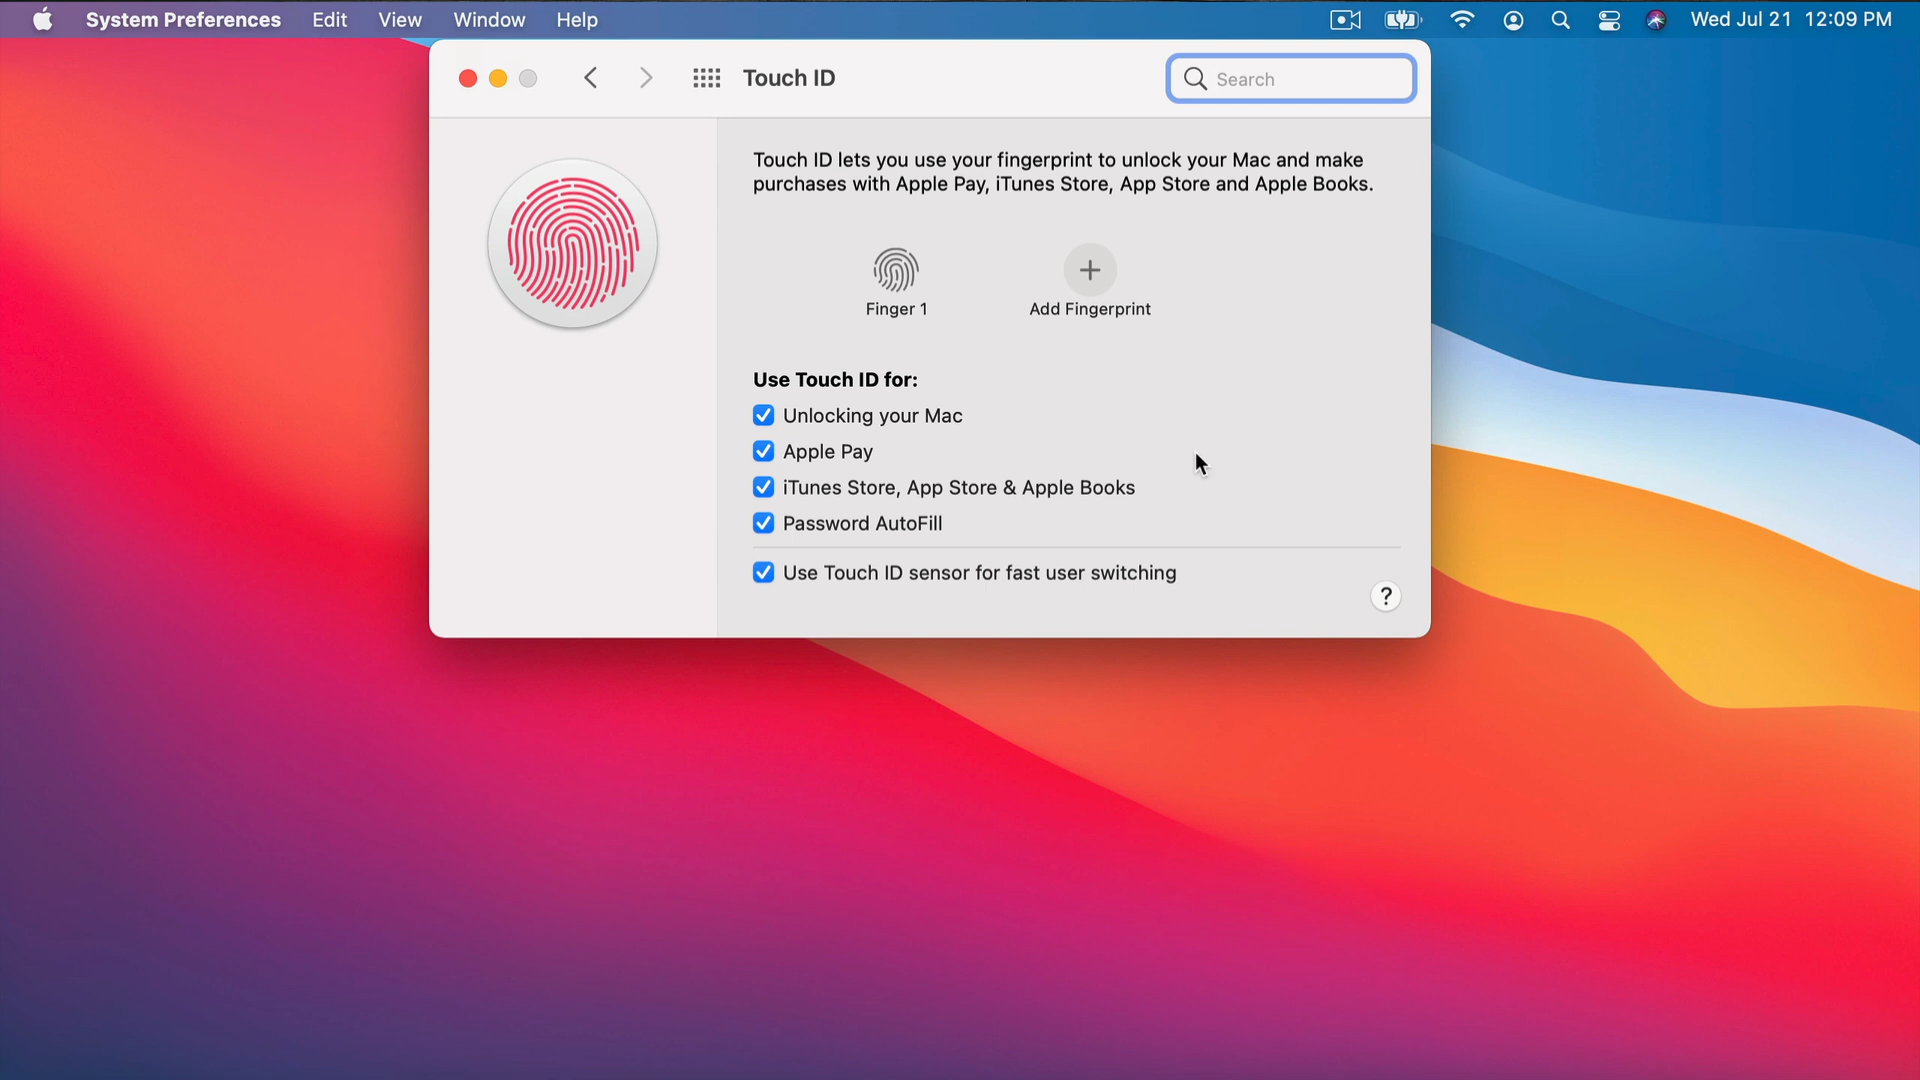 System Preferences Edit View Window Help Wed Jul 21 12:09 PM
Touch ID
Search
Touch ID lets you use your fingerprint to unlock your Mac and make
purchases with Apple Pay, iTunes Store, App Store and Apple Books.
Finger 1
Add Fingerprint
Use Touch ID for:
Unlocking your Mac
Apple Pay
iTunes Store, App Store & Apple Books
Password AutoFill
Use Touch ID sensor for fast user switching
?